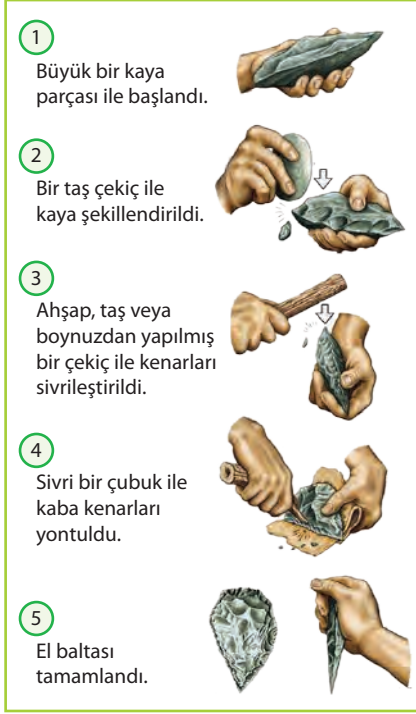 1
Büyük bir kaya
parçası ile başlandı.
2
Bir taş çekiç ile
kaya şekillendirildi.
3
Ahşap, taş veya
boynuzdan yapılmış
bir çekiç ile kenarları
sivrileştirildi.
4
Sivri bir çubuk ile
kaba kenarları
yontuldu.
5
El baltası
tamamlandı.